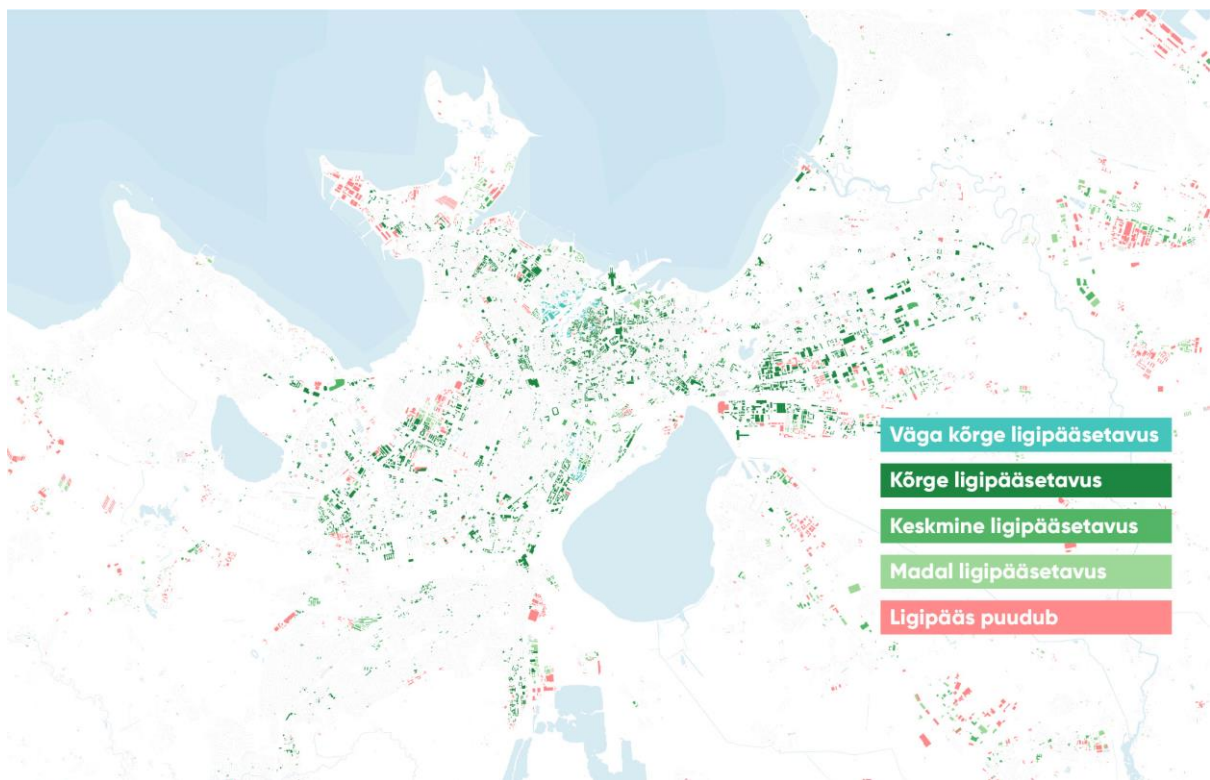 Väga kõrge ligipääsetavus
Kõrge ligipääsetavus
Keskmine ligipääsetavus
Madal ligipääsetavus
Ligipääs puudub